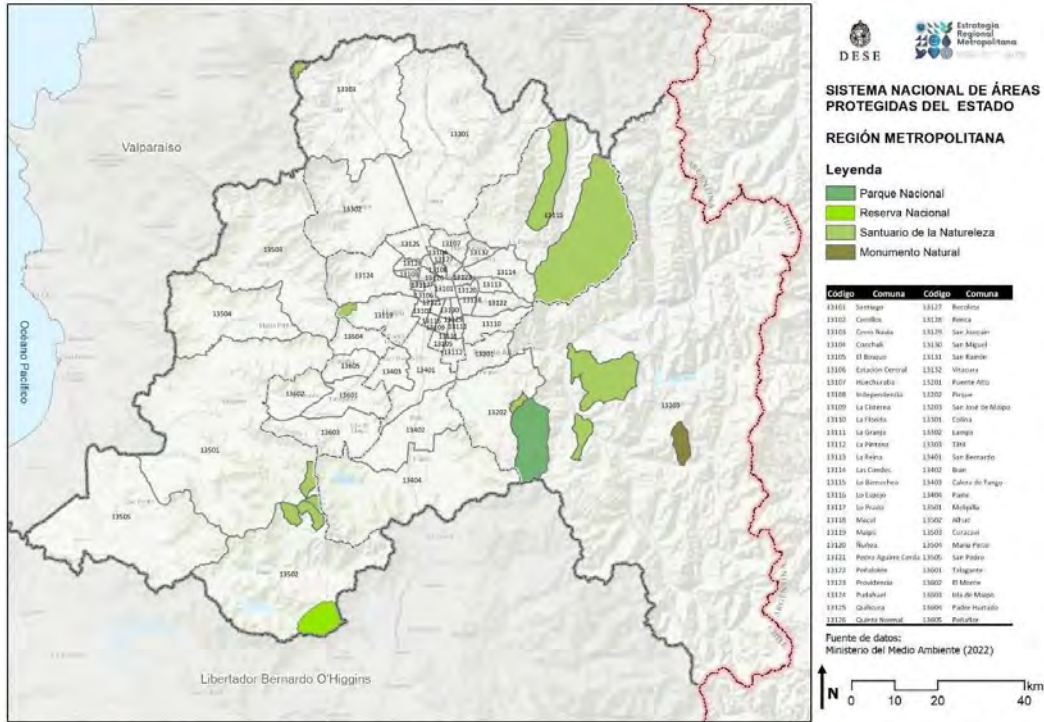 DESE
Estrategia
Regional
Metropolitana
SISTEMA NACIONAL DE ÁREAS
PROTEGIDAS DEL ESTADO
REGIÓN METROPOLITANA
Leyenda
Parque Nacional
Reserva Nacional
Santuario de la Natureleza
Monumento Natural
Código Comuna Código Comuna
13101 Santiago 13127 Recoleta
13102 Cerrillos 13128 Renca
13103 Cerro Navia 13129 San Joaquín
13104 Conchalí 13130 San Miguel
13105 El Bosque 13131 San Ramón
13106 Estación Central 13132 Vitacura
13107 Huechuraba 13201 Puente Alto
13108 Independencia 13202 Pirque
13109 La Cisterna 13203 San José de Maipo
13110 La Florida 13301 Colina
13111 La Granja 13302 Lampa
13112 La Pintana 13303 Tiltil
13113 La Reina 13401 San Bernardo
13114 Las Condes 13402 Buin
13115 Lo Barnechea 13403 Calera de Tango
13116 Lo Espejo 13404 Paine
13117 Lo Prado 13501 Melipilla
13118 Macul 13502 Alhué
13119 Maipú 13503 Curacaví
13120 Ñuñoa 13504 María Pinto
13121 Pedro Aguirre Cerda 13505 San Pedro
13122 Peñalolén 13601 Talagante
13123 Providencia 13602 El Monte
13124 Pudahuel 13603 Isla de Maipo
13125 Quilicura 13604 Padre Hurtado
13126 Quinta Normal 13605 Peñaflor
Fuente de datos:
Ministerio del Medio Ambiente (2022)
N
km
0 10 20 40
Valparaíso
Océano Pacífico
Libertador Bernardo O'Higgins
ARGENTINA
13303
13301
13302
13115
13503
13125
13107
13132
13124
13114
13113
13504
13119
13122
13110
13604
13605
13403
13401
13201
13602
13601
13202
13203
13603
13402
13501
13404
13505
13502